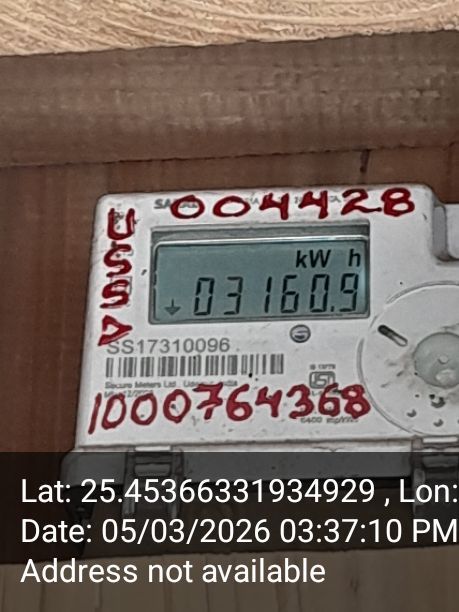 004428
USSA
kW h
03160.9
SS17310096
Secure Meters Ltd.
1000764368
Lat: 25.45366331934929 , Lon:
Date: 05/03/2026 03:37:10 PM
Address not available